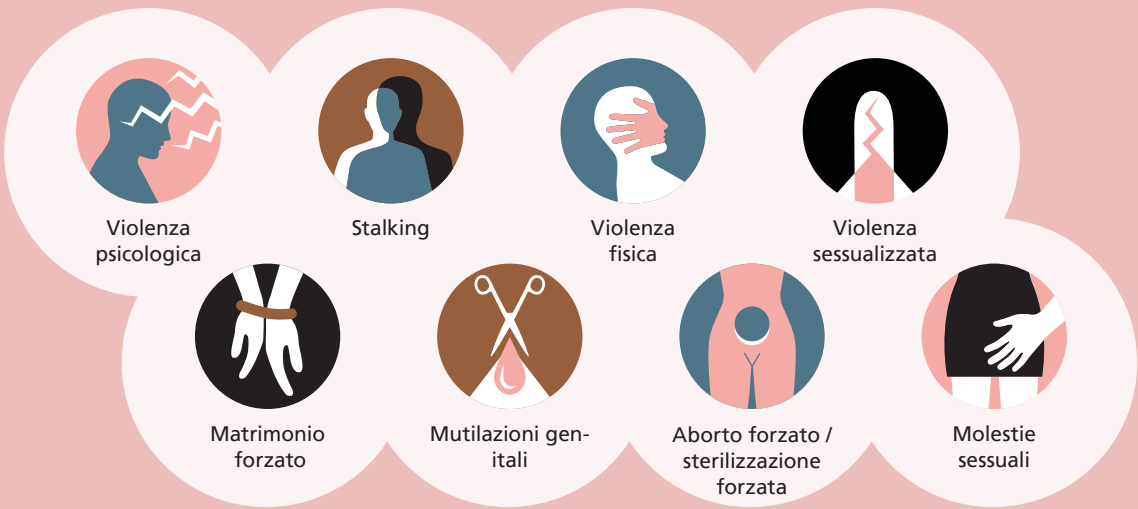 Violenza
psicologica
Stalking
Violenza
fisica
Violenza
sessualizzata
Matrimonio
forzato
Mutilazioni gen-
itali
Aborto forzato /
sterilizzazione
forzata
Molestie
sessuali